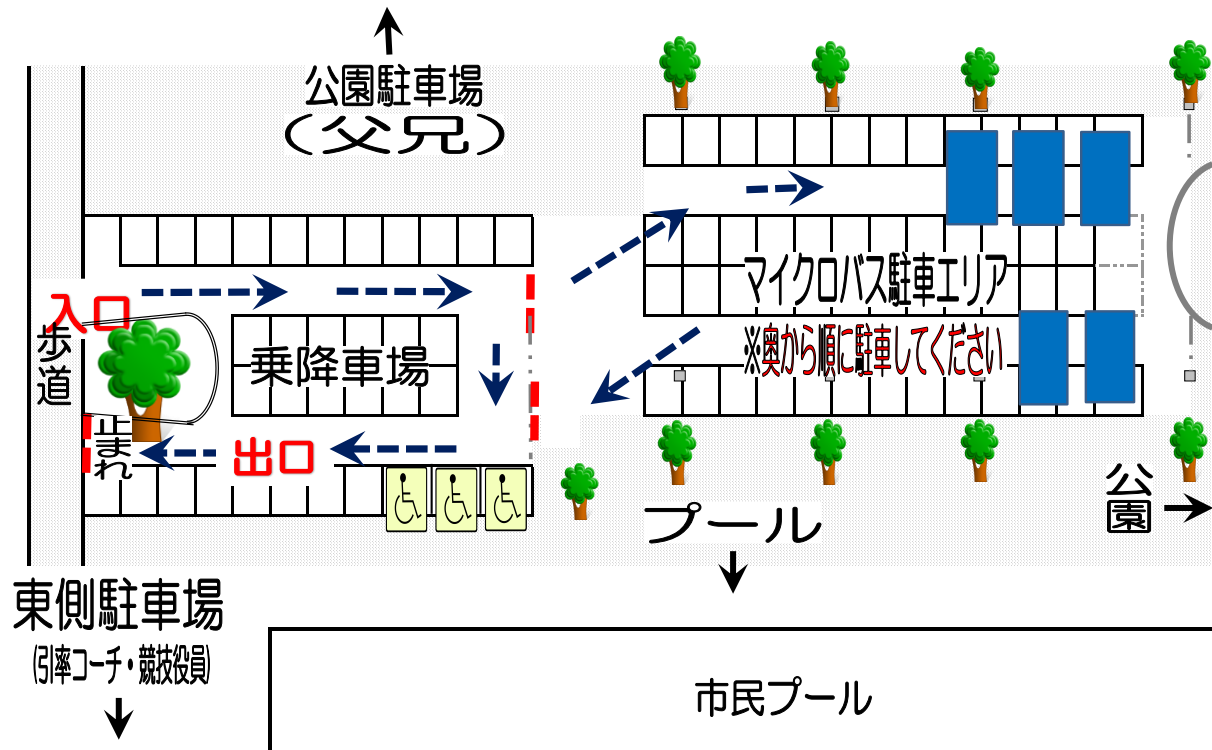 公園駐車場
（父兄）
入口
歩道
乗降車場
マイクロバス駐車エリア
※奥から順に駐車してください
止まれ
出口
公園
プール
東側駐車場
(引率コーチ・競技役員)
市民プール